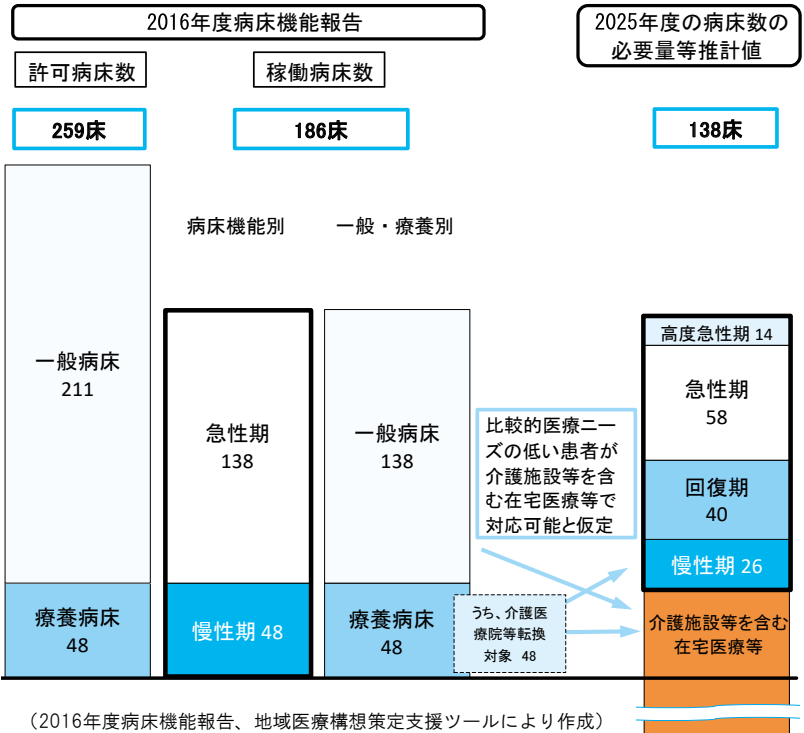 2016年度病床機能報告
2025年度の病床数の
必要量等推計値
許可病床数
稼働病床数
259床
186床
138床
病床機能別
一般・療養別
一般病床
211
療養病床
48
急性期
138
慢性期 48
一般病床
138
療養病床
48
比較的医療ニー
ズの低い患者が
介護施設等を含
む在宅医療等で
対応可能と仮定
うち、介護医
療院等転換
対象 48
高度急性期 14
急性期
58
回復期
40
慢性期 26
介護施設等を含む
在宅医療等
（2016年度病床機能報告、地域医療構想策定支援ツールにより作成）